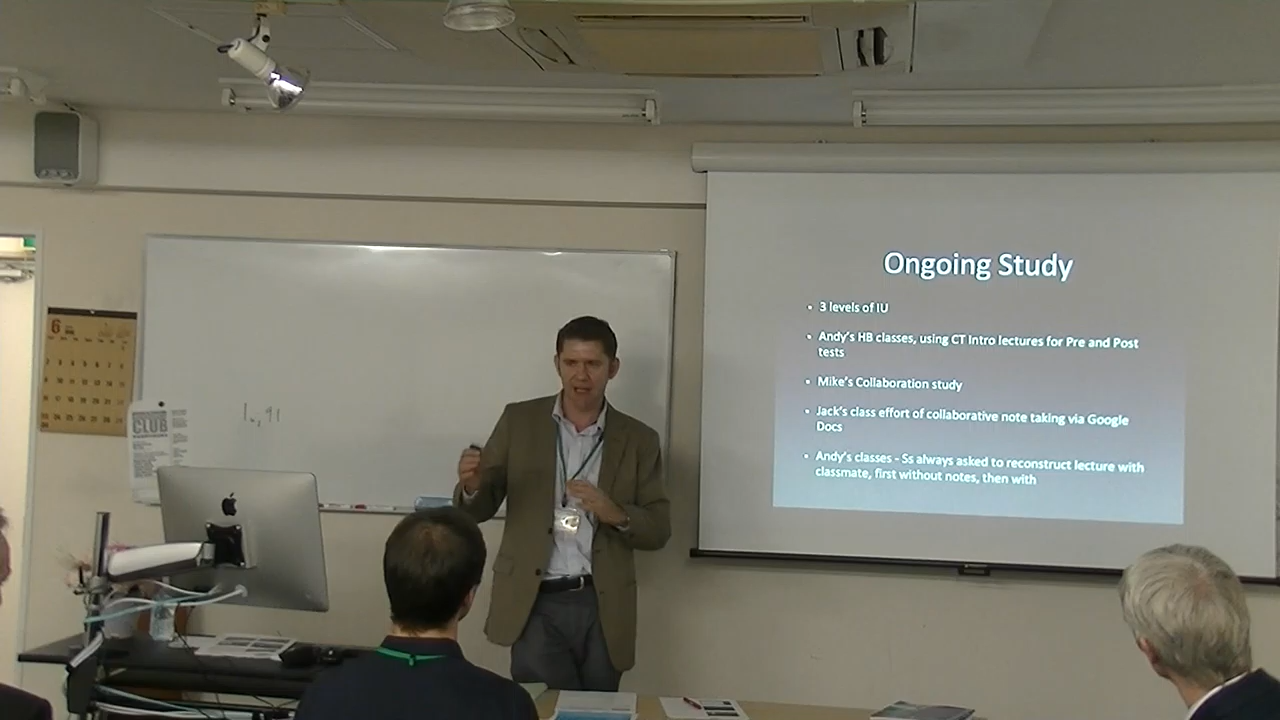 Ongoing Study
3 levels of IU
Andy's HB classes, using CT Intro lectures for Pre and Post
tests
Mike's Collaboration study
Jack's class effort of collaborative note taking via Google
Docs
Andy's classes - Ss always asked to reconstruct lecture with
classmate, first without notes, then with
6
CLUB